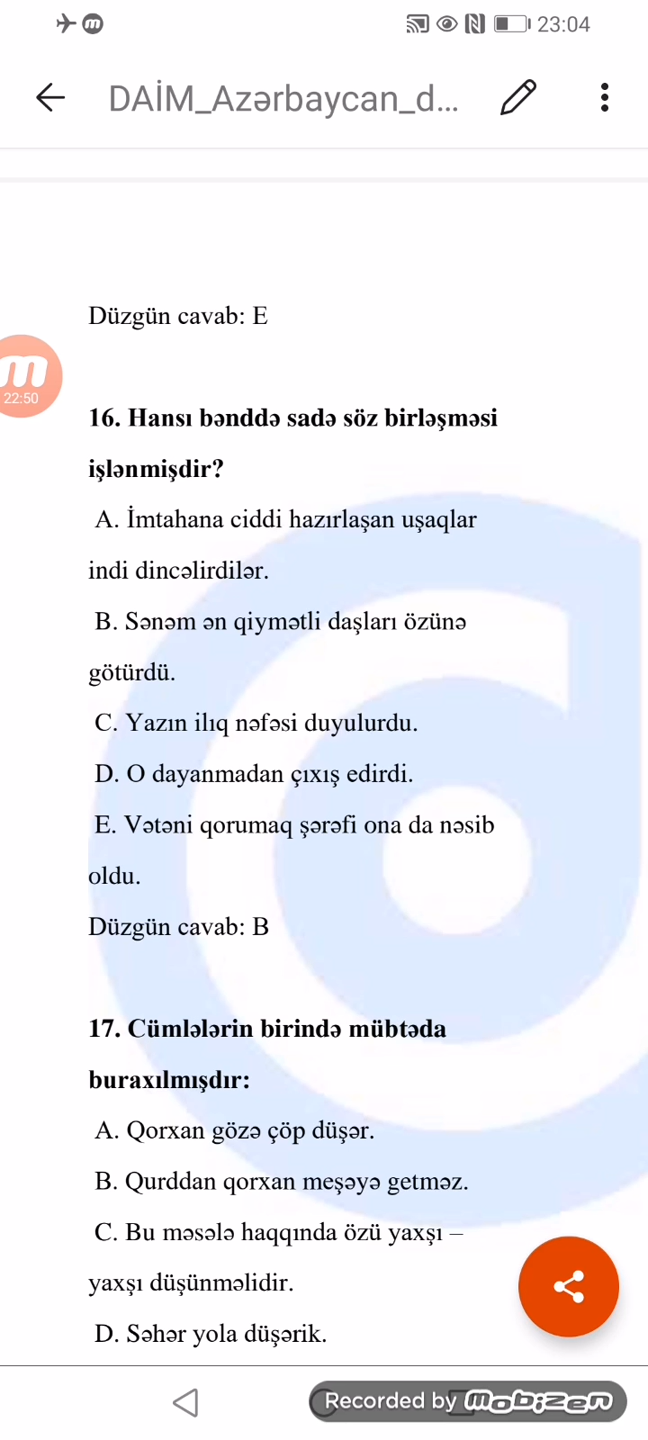 23:04
DAİM_Azərbaycan_d...
Düzgün cavab: E
m
22:50
16. Hansı bənddə sadə söz birləşməsi
işlənmişdir?
A. İmtahana ciddi hazırlaşan uşaqlar
indi dincəlirdilər.
B. Sənəm ən qiymətli daşları özünə
götürdü.
C. Yazın ilıq nəfəsi duyulurdu.
D. O dayanmadan çıxış edirdi.
E. Vətəni qorumaq şərəfi ona da nəsib
oldu.
Düzgün cavab: B
17. Cümlələrin birində mübtəda
buraxılmışdır:
A. Qorxan gözə çöp düşər.
B. Qurddan qorxan meşəyə getməz.
C. Bu məsələ haqqında özü yaxşı –
yaxşı düşünməlidir.
D. Səhər yola düşərik.
Recorded by mobizen